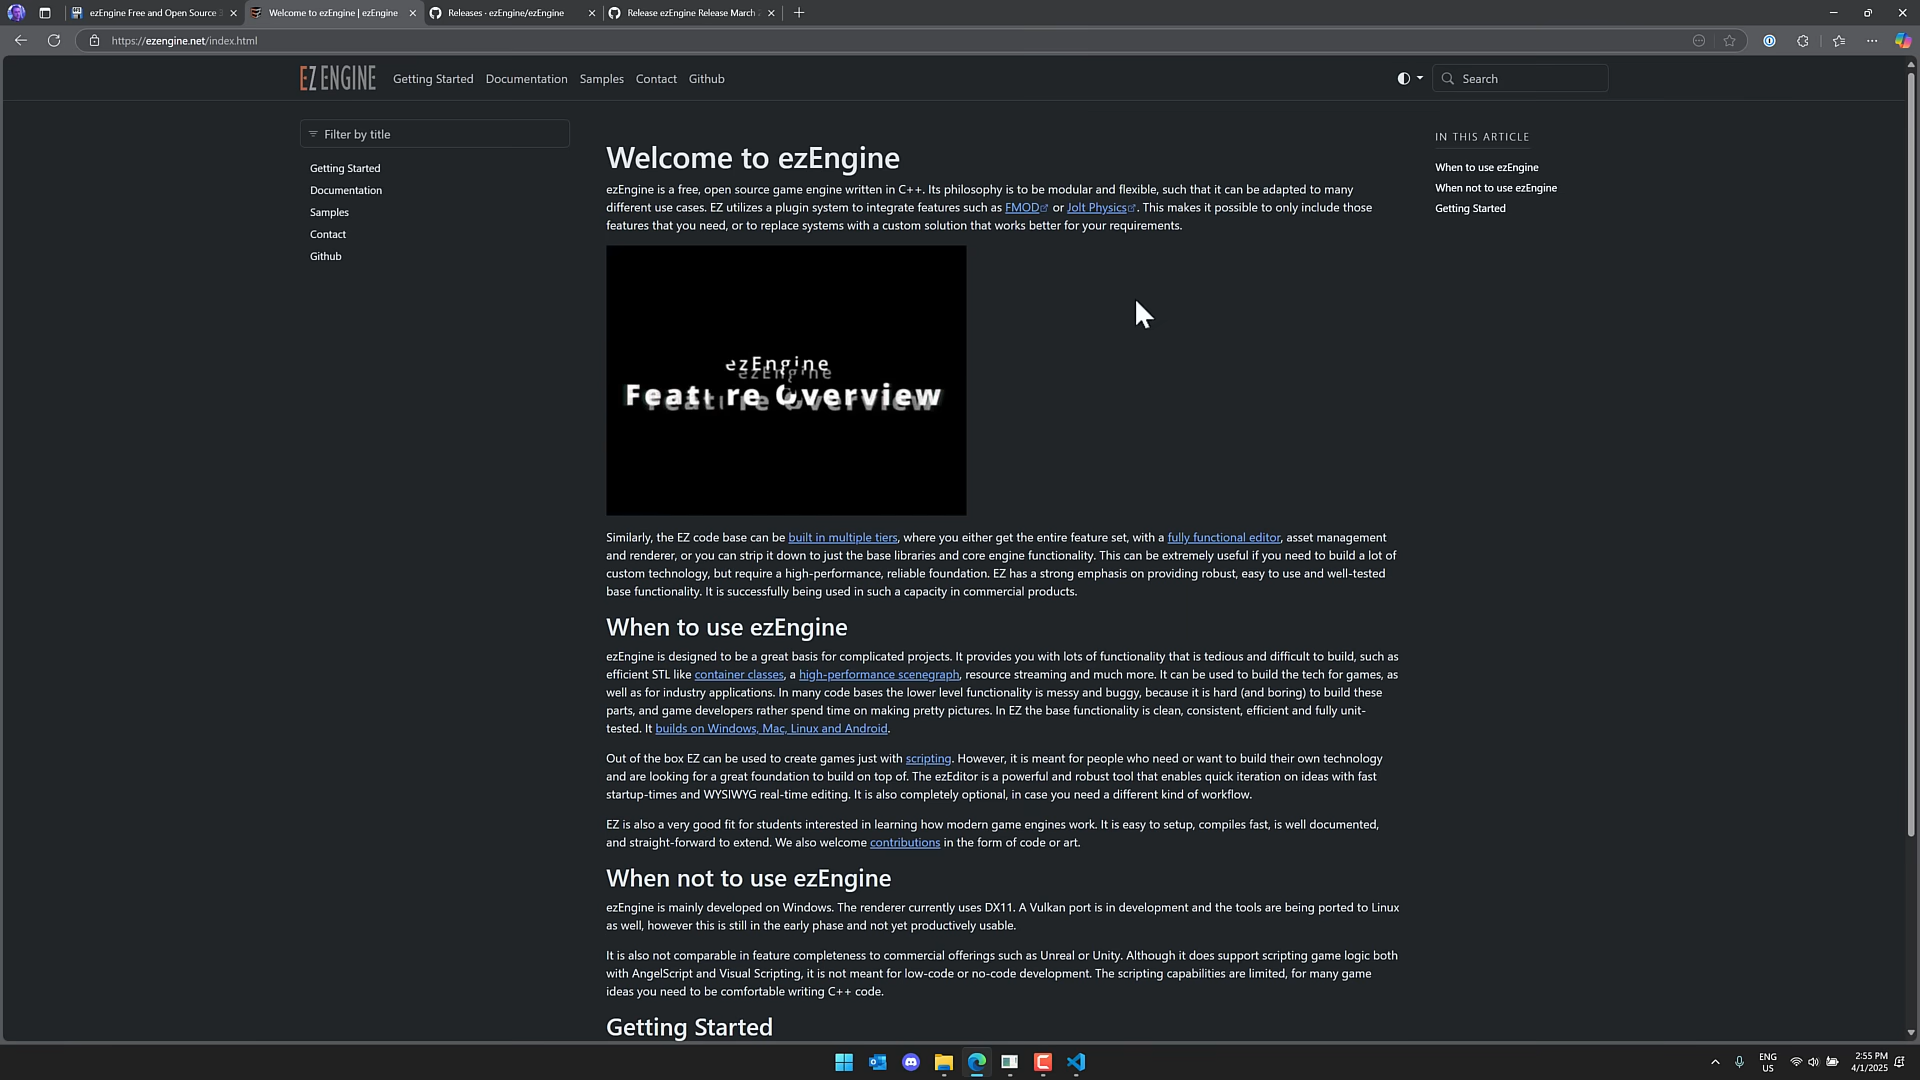 ezEngine Free and Open Source
Welcome to ezEngine | ezEngine
Releases · ezEngine/ezEngine
Release ezEngine Release March
https://ezengine.net/index.html
EZ ENGINE
Getting Started
Documentation
Samples
Contact
Github
Search
Filter by title
Getting Started
Documentation
Samples
Contact
Github
Welcome to ezEngine
ezEngine is a free, open source game engine written in C++. Its philosophy is to be modular and flexible, such that it can be adapted to many
different use cases. EZ utilizes a plugin system to integrate features such as FMOD or Jolt Physics. This makes it possible to only include those
features that you need, or to replace systems with a custom solution that works better for your requirements.
ezEngine
Feature Overview
Similarly, the EZ code base can be built in multiple tiers, where you either get the entire feature set, with a fully functional editor, asset management
and renderer, or you can strip it down to just the base libraries and core engine functionality. This can be extremely useful if you need to build a lot of
custom technology, but require a high-performance, reliable foundation. EZ has a strong emphasis on providing robust, easy to use and well-tested
base functionality. It is successfully being used in such a capacity in commercial products.
When to use ezEngine
ezEngine is designed to be a great basis for complicated projects. It provides you with lots of functionality that is tedious and difficult to build, such as
efficient STL like container classes, a high-performance scenegraph, resource streaming and much more. It can be used to build the tech for games, as
well as for industry applications. In many code bases the lower level functionality is messy and buggy, because it is hard (and boring) to build these
parts, and game developers rather spend time on making pretty pictures. In EZ the base functionality is clean, consistent, efficient and fully unit-
tested. It builds on Windows, Mac, Linux and Android.
Out of the box EZ can be used to create games just with scripting. However, it is meant for people who need or want to build their own technology
and are looking for a great foundation to build on top of. The ezEditor is a powerful and robust tool that enables quick iteration on ideas with fast
startup-times and WYSIWYG real-time editing. It is also completely optional, in case you need a different kind of workflow.
EZ is also a very good fit for students interested in learning how modern game engines work. It is easy to setup, compiles fast, is well documented,
and straight-forward to extend. We also welcome contributions in the form of code or art.
When not to use ezEngine
ezEngine is mainly developed on Windows. The renderer currently uses DX11. A Vulkan port is in development and the tools are being ported to Linux
as well, however this is still in the early phase and not yet productively usable.
It is also not comparable in feature completeness to commercial offerings such as Unreal or Unity. Although it does support scripting game logic both
with AngelScript and Visual Scripting, it is not meant for low-code or no-code development. The scripting capabilities are limited, for many game
ideas you need to be comfortable writing C++ code.
Getting Started
IN THIS ARTICLE
When to use ezEngine
When not to use ezEngine
Getting Started
ENG
US
2:55 PM
4/1/2025